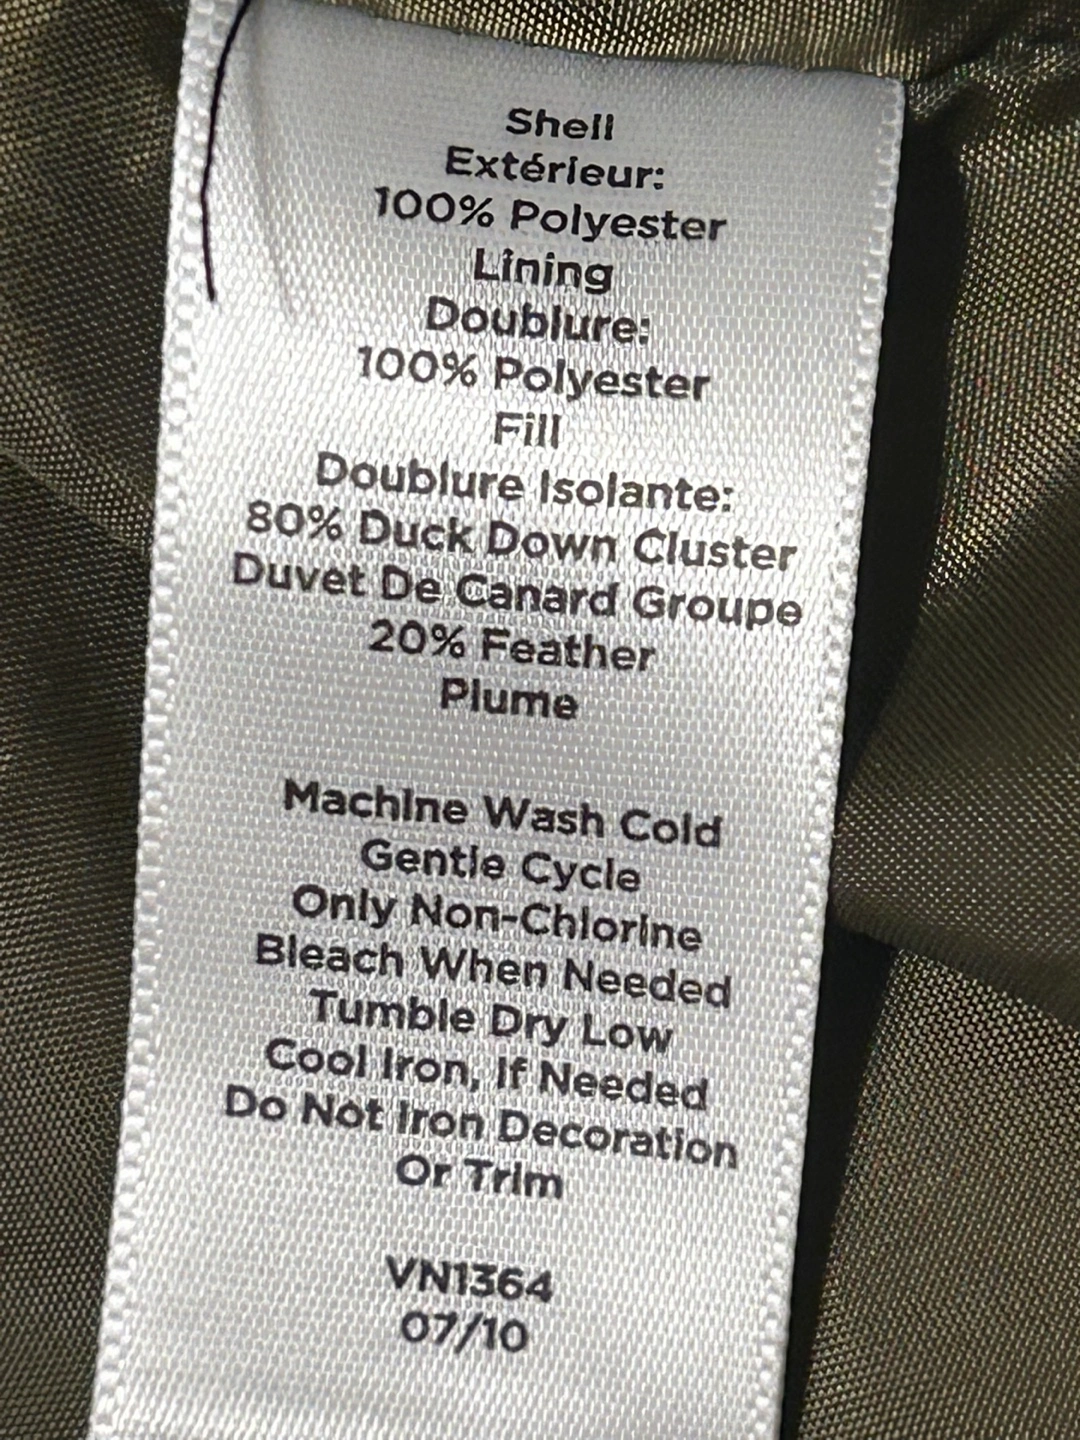 Shell
Extérieur:
100% Polyester
Lining
Doublure:
100% Polyester
Fill
Doublure Isolante:
80% Duck Down Cluster
Duvet De Canard Groupe
20% Feather
Plume
Machine Wash Cold
Gentle Cycle
Only Non-Chlorine
Bleach When Needed
Tumble Dry Low
Cool Iron, If Needed
Do Not Iron Decoration
Or Trim
VN1364
07/10